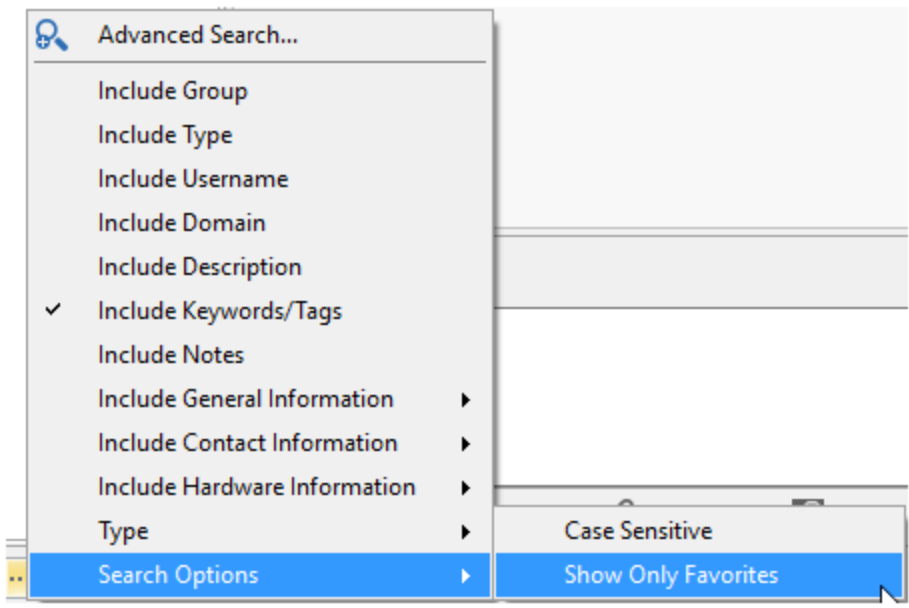 Advanced Search...
Include Group
Include Type
Include Username
Include Domain
Include Description
Include Keywords/Tags
Include Notes
Include General Information
Include Contact Information
Include Hardware Information
Type
Case Sensitive
Search Options
Show Only Favorites